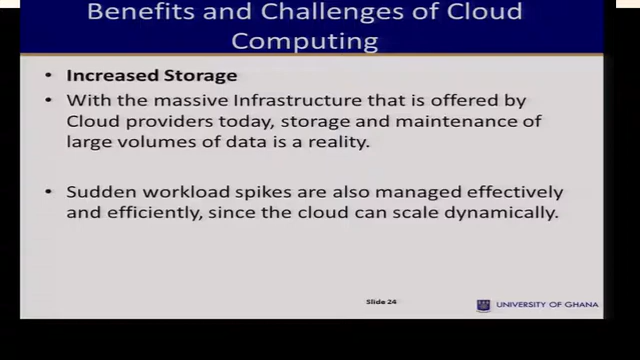 Benefits and Challenges of Cloud
Computing
• Increased Storage
• With the massive Infrastructure that is offered by
Cloud providers today, storage and maintenance of
large volumes of data is a reality.
• Sudden workload spikes are also managed effectively
and efficiently, since the cloud can scale dynamically.
Slide 24
UNIVERSITY OF GHANA